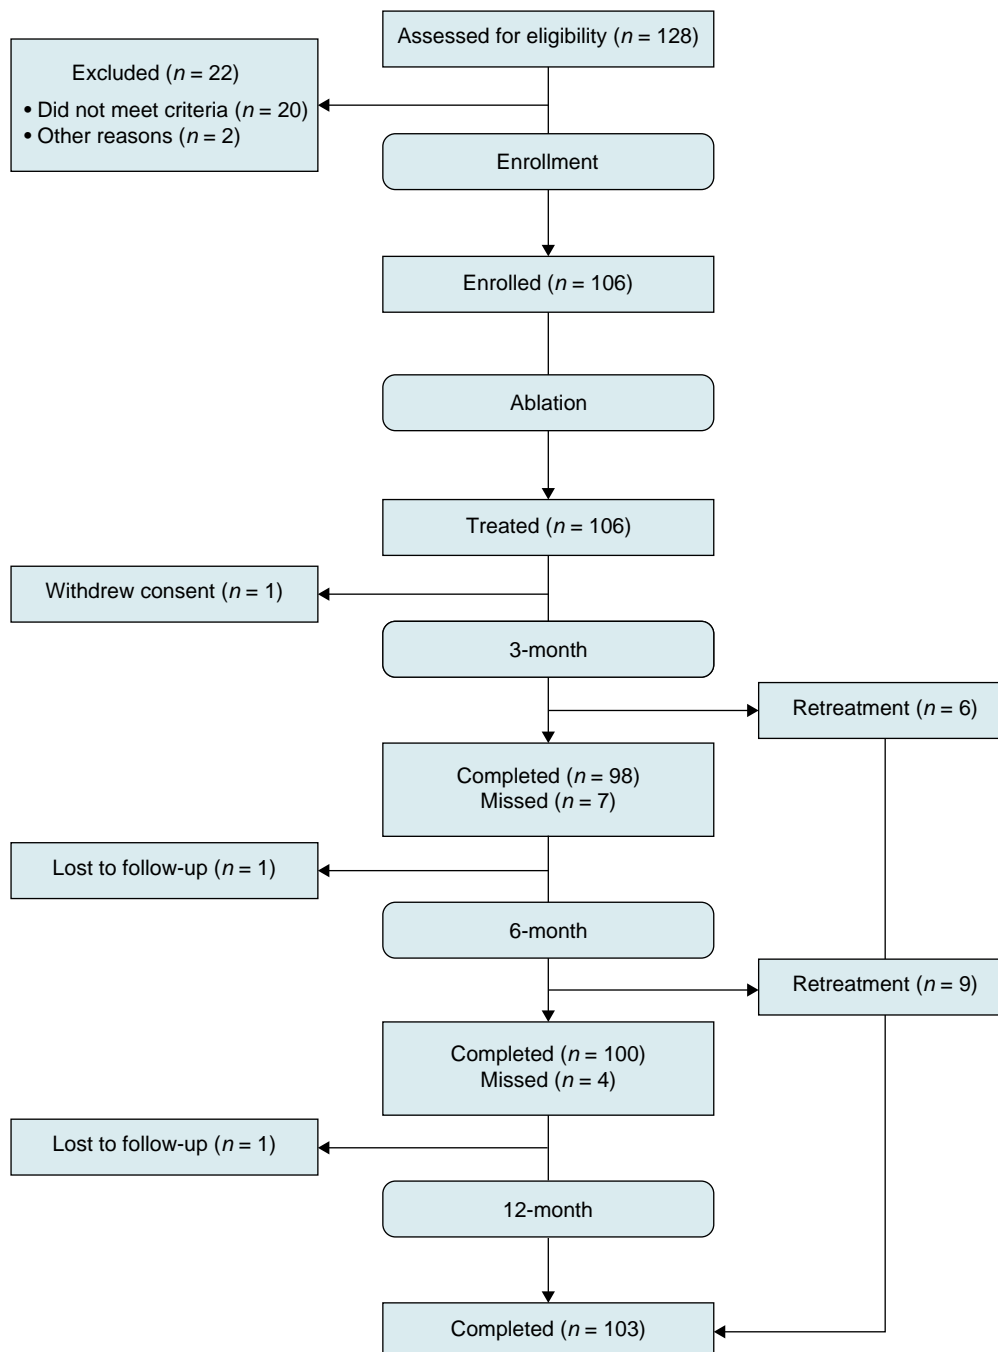 Assessed for eligibility (n = 128)
Excluded (n = 22)
• Did not meet criteria (n = 20)
• Other reasons (n = 2)
Enrollment
Enrolled (n = 106)
Ablation
Treated (n = 106)
Withdrew consent (n = 1)
3-month
Retreatment (n = 6)
Completed (n = 98)
Missed (n = 7)
Lost to follow-up (n = 1)
6-month
Retreatment (n = 9)
Completed (n = 100)
Missed (n = 4)
Lost to follow-up (n = 1)
12-month
Completed (n = 103)